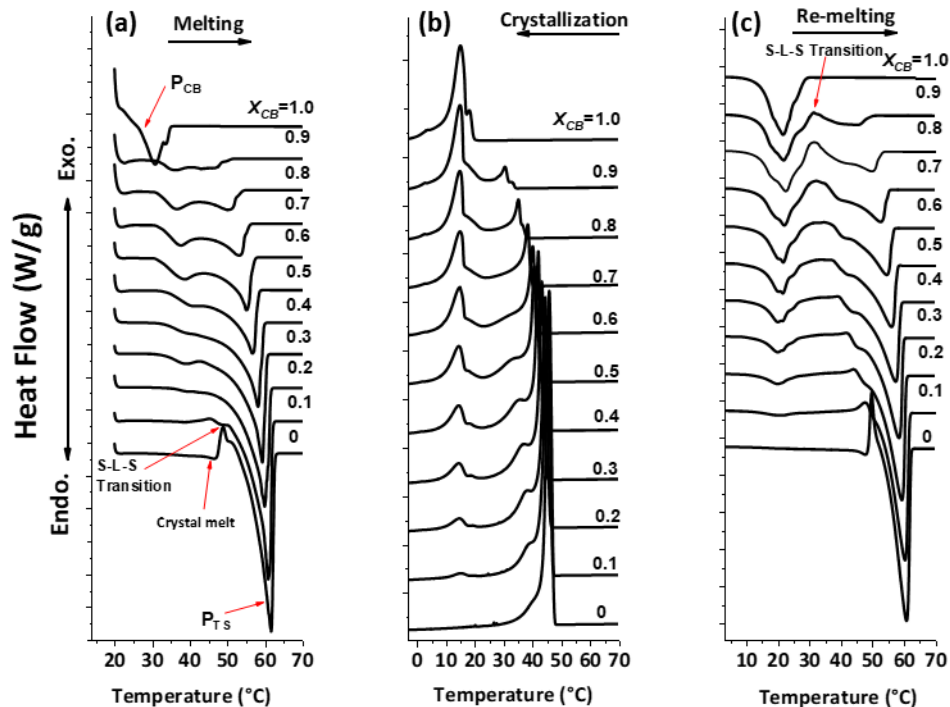 (a) Melting
P_CB
X_CB=1.0
0.9
0.8
0.7
0.6
0.5
0.4
0.3
0.2
0.1
0
S-L-S
Transition
Crystal melt
P_TS
Exo.
Heat Flow (W/g)
Endo.
20 30 40 50 60 70
Temperature (°C)
(b) Crystallization
X_CB=1.0
0.9
0.8
0.7
0.6
0.5
0.4
0.3
0.2
0.1
0
0 10 20 30 40 50 60 70
Temperature (°C)
(c) Re-melting
S-L-S Transition
X_CB=1.0
0.9
0.8
0.7
0.6
0.5
0.4
0.3
0.2
0.1
0
10 20 30 40 50 60 70
Temperature (°C)